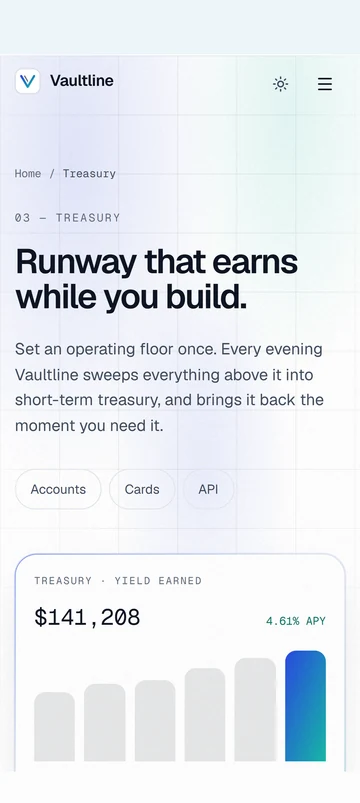 Vaultline
Home / Treasury
03 — TREASURY
Runway that earns
while you build.
Set an operating floor once. Every evening
Vaultline sweeps everything above it into
short-term treasury, and brings it back the
moment you need it.
Accounts
Cards
API
TREASURY · YIELD EARNED
$141,208
4.61% APY